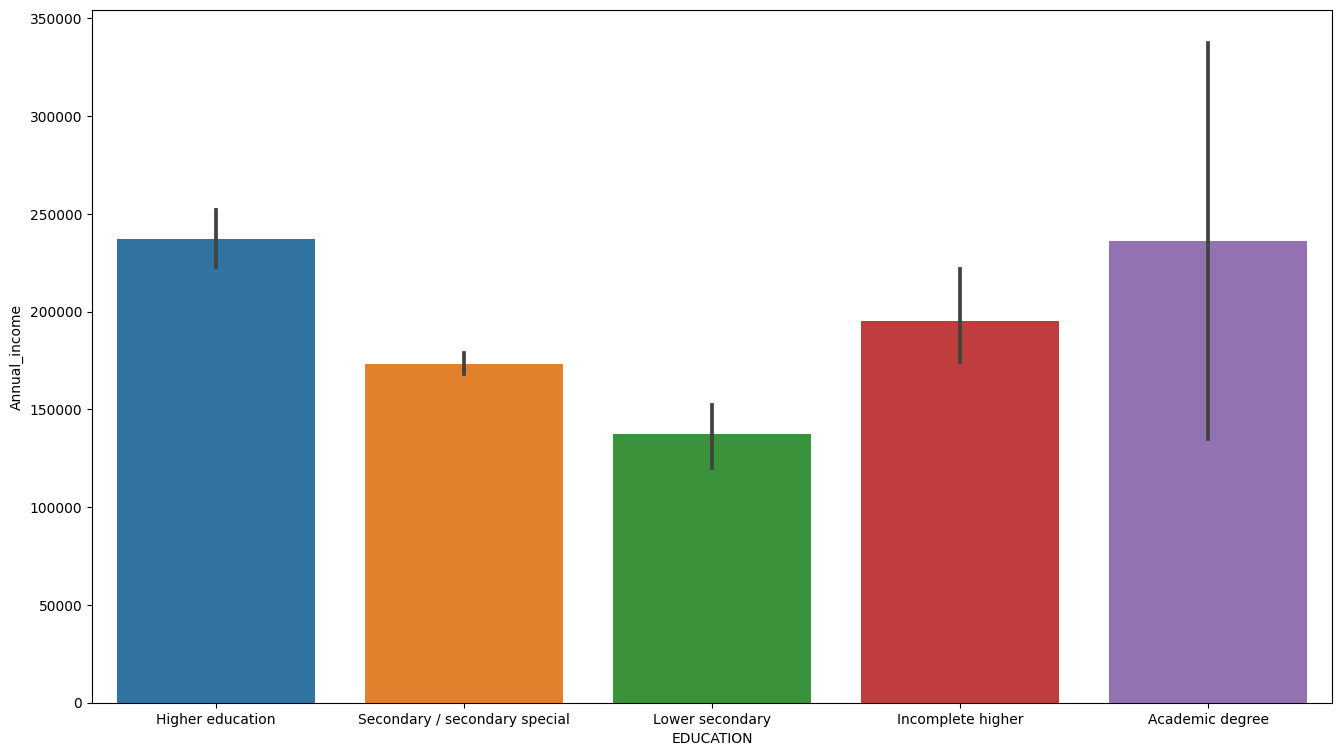 350000
300000
250000
200000
150000
100000
50000
0
Annual_income
Higher education
Secondary / secondary special
Lower secondary
Incomplete higher
Academic degree
EDUCATION